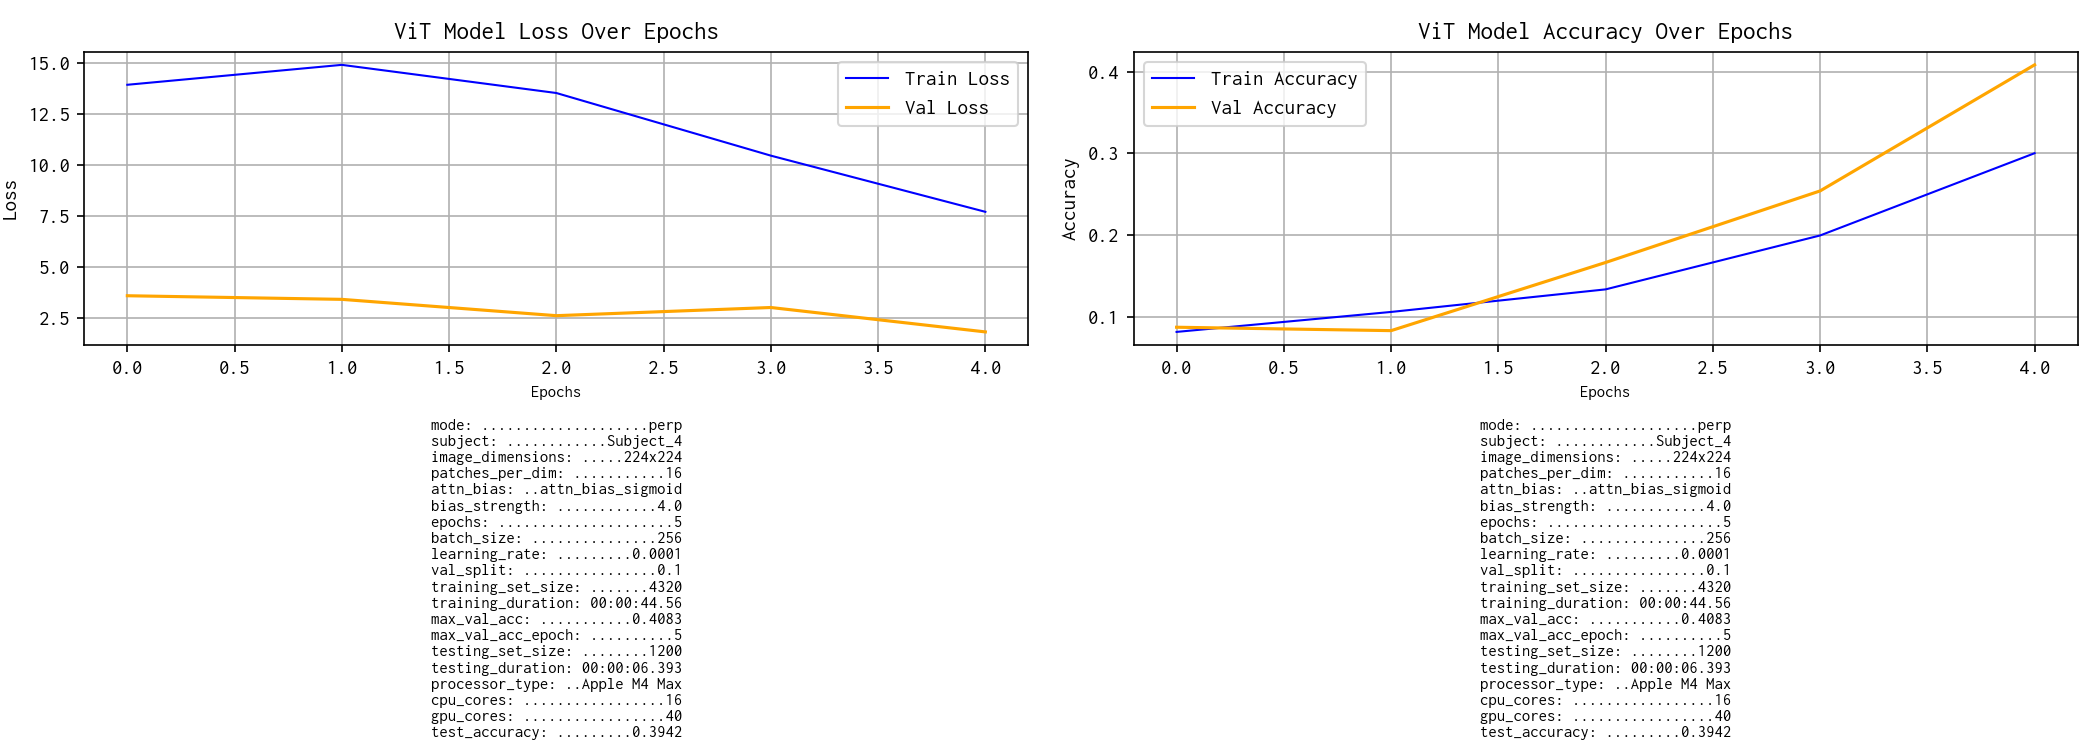 ViT Model Loss Over Epochs
15.0
12.5
10.0
7.5
5.0
2.5
Loss
Train Loss
Val Loss
0.0 0.5 1.0 1.5 2.0 2.5 3.0 3.5 4.0
Epochs
mode: ....................perp
subject: ............Subject_4
image_dimensions: .....224x224
patches_per_dim: ...........16
attn_bias: ..attn_bias_sigmoid
bias_strength: ............4.0
epochs: .....................5
batch_size: ...............256
learning_rate: .........0.0001
val_split: ................0.1
training_set_size: .......4320
training_duration: 00:00:44.56
max_val_acc: ...........0.4083
max_val_acc_epoch: ..........5
testing_set_size: ........1200
testing_duration: 00:00:06.393
processor_type: ..Apple M4 Max
cpu_cores: .................16
gpu_cores: .................40
test_accuracy: .........0.3942
ViT Model Accuracy Over Epochs
0.4
0.3
0.2
0.1
Accuracy
Train Accuracy
Val Accuracy
0.0 0.5 1.0 1.5 2.0 2.5 3.0 3.5 4.0
Epochs
mode: ....................perp
subject: ............Subject_4
image_dimensions: .....224x224
patches_per_dim: ...........16
attn_bias: ..attn_bias_sigmoid
bias_strength: ............4.0
epochs: .....................5
batch_size: ...............256
learning_rate: .........0.0001
val_split: ................0.1
training_set_size: .......4320
training_duration: 00:00:44.56
max_val_acc: ...........0.4083
max_val_acc_epoch: ..........5
testing_set_size: ........1200
testing_duration: 00:00:06.393
processor_type: ..Apple M4 Max
cpu_cores: .................16
gpu_cores: .................40
test_accuracy: .........0.3942